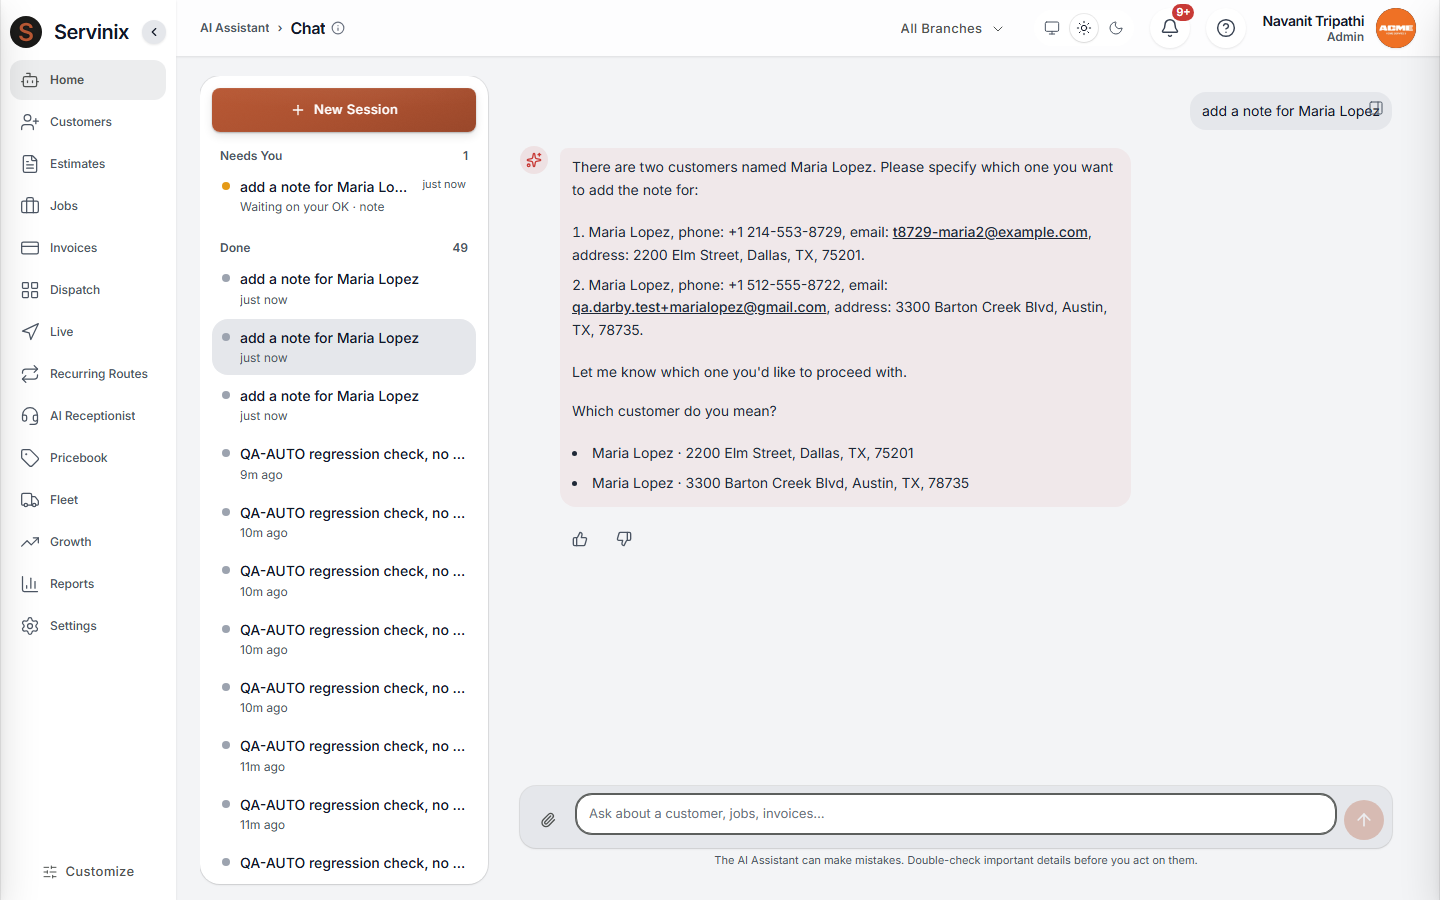 S Servinix
Home
Customers
Estimates
Jobs
Invoices
Dispatch
Live
Recurring Routes
AI Receptionist
Pricebook
Fleet
Growth
Reports
Settings
Customize
AI Assistant › Chat
All Branches
9+
Navanit Tripathi
Admin
ACME
+ New Session
Needs You 1
add a note for Maria Lo... just now
Waiting on your OK · note
Done 49
add a note for Maria Lopez
just now
add a note for Maria Lopez
just now
add a note for Maria Lopez
just now
QA-AUTO regression check, no ...
9m ago
QA-AUTO regression check, no ...
10m ago
QA-AUTO regression check, no ...
10m ago
QA-AUTO regression check, no ...
10m ago
QA-AUTO regression check, no ...
10m ago
QA-AUTO regression check, no ...
11m ago
QA-AUTO regression check, no ...
11m ago
QA-AUTO regression check, no ...
add a note for Maria Lopez
There are two customers named Maria Lopez. Please specify which one you want
to add the note for:
1. Maria Lopez, phone: +1 214-553-8729, email: t8729-maria2@example.com,
address: 2200 Elm Street, Dallas, TX, 75201.
2. Maria Lopez, phone: +1 512-555-8722, email:
qa.darby.test+marialopez@gmail.com, address: 3300 Barton Creek Blvd, Austin,
TX, 78735.
Let me know which one you'd like to proceed with.
Which customer do you mean?
• Maria Lopez · 2200 Elm Street, Dallas, TX, 75201
• Maria Lopez · 3300 Barton Creek Blvd, Austin, TX, 78735
Ask about a customer, jobs, invoices...
The AI Assistant can make mistakes. Double-check important details before you act on them.